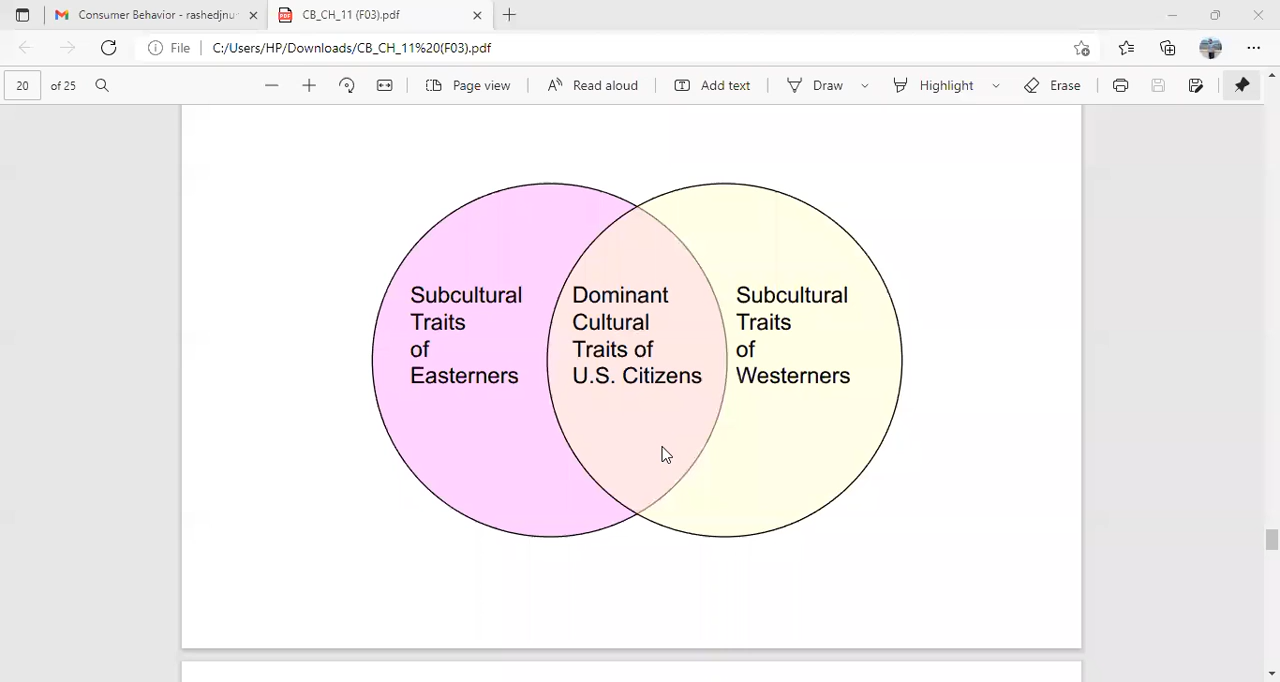 Consumer Behavior - rashedjnu
CB_CH_11 (F03).pdf
File
C:/Users/HP/Downloads/CB_CH_11%20(F03).pdf
20 of 25
Page view
Read aloud
Add text
Draw
Highlight
Erase
Subcultural
Traits
of
Easterners
Dominant
Cultural
Traits of
U.S. Citizens
Subcultural
Traits
of
Westerners